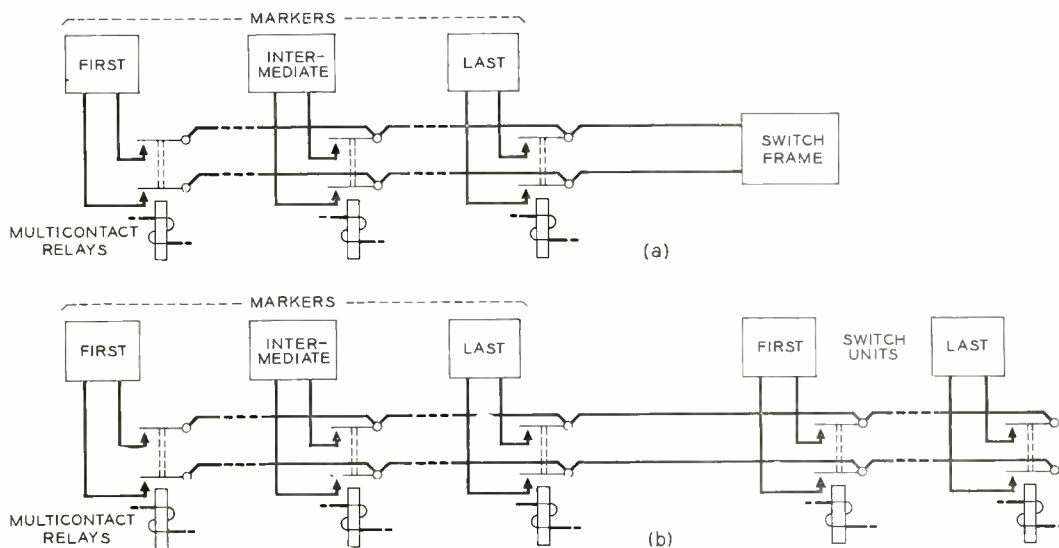 MARKERS
FIRST
INTER-
MEDIATE
LAST
SWITCH
FRAME
MULTICONTACT
RELAYS
(a)
MARKERS
FIRST
INTER-
MEDIATE
LAST
FIRST
SWITCH
UNITS
LAST
MULTICONTACT
RELAYS
(b)